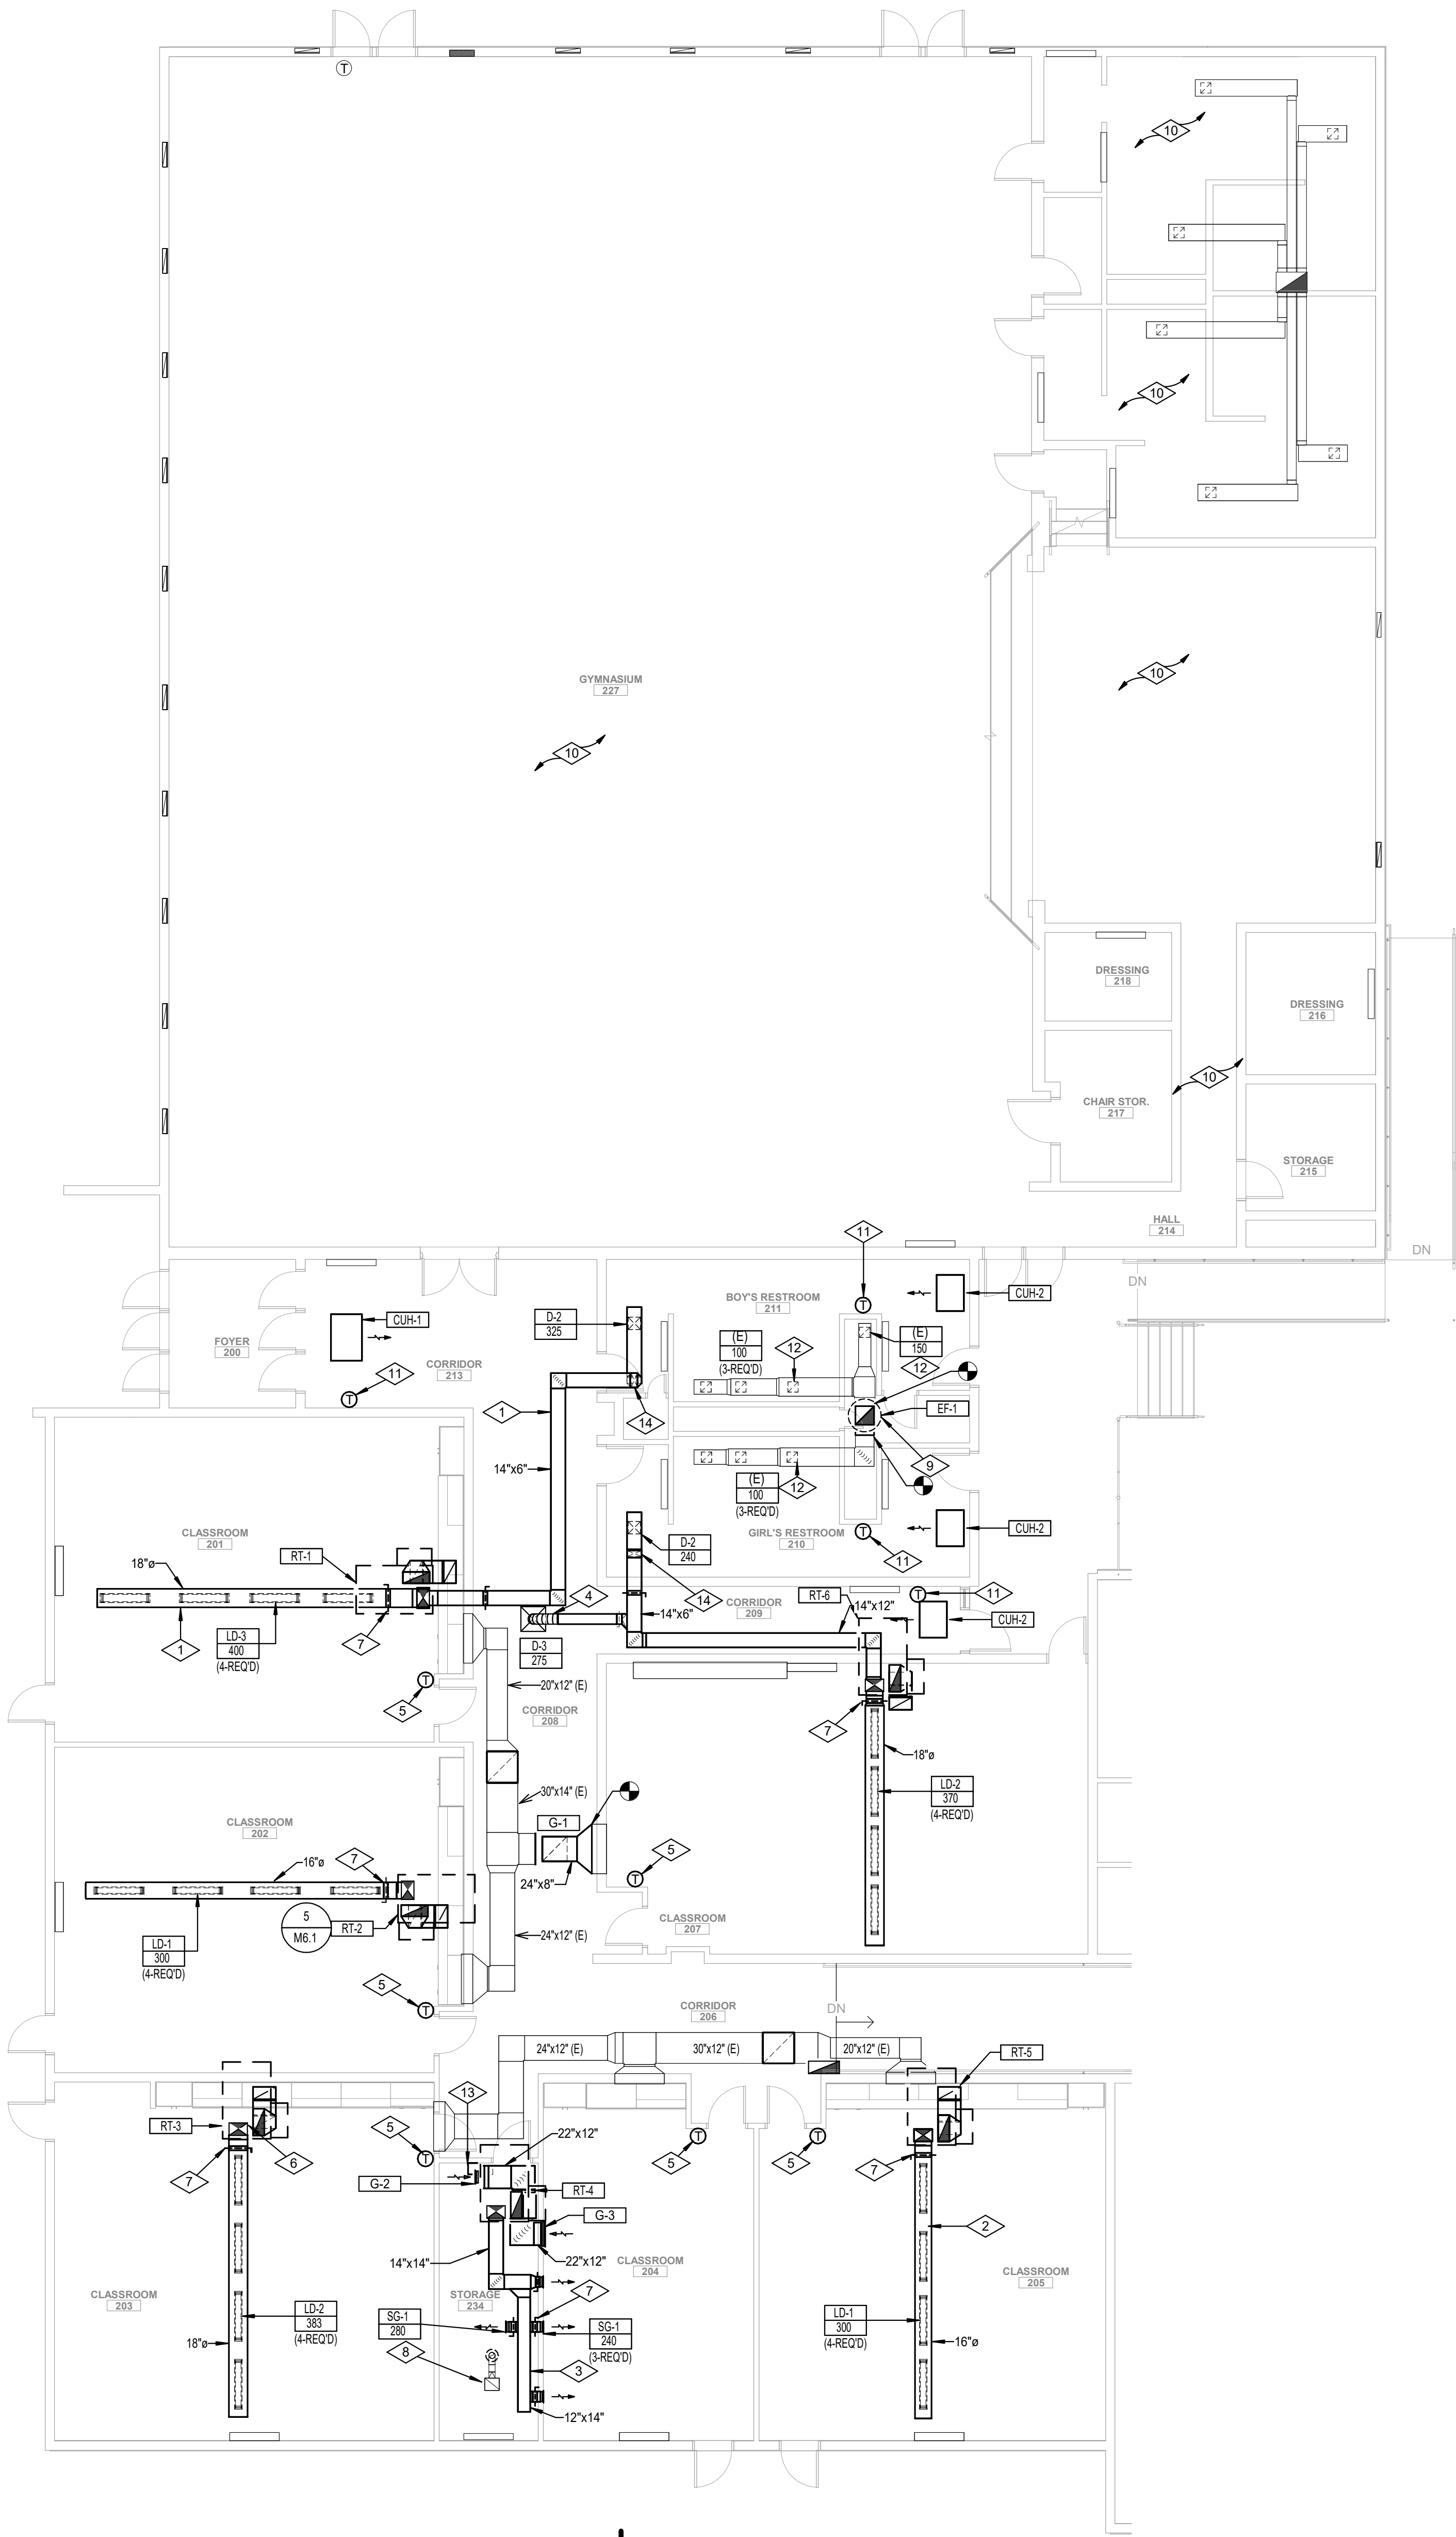 T
10
10
GYMNASIUM
227
10
10
DRESSING
218
DRESSING
216
10
CHAIR STOR.
217
STORAGE
215
HALL
214
11
DN
DN
BOY'S RESTROOM
211
T
CUH-2
CUH-1
D-2
325
(E)
100
(3-REQ'D)
12
(E)
150
12
FOYER
200
CORRIDOR
213
11
T
1
14
EF-1
14"x6"
9
(E)
100
(3-REQ'D)
12
CLASSROOM
201
GIRL'S RESTROOM
210
T
11
CUH-2
18"ø
RT-1
D-2
240
14
RT-6
14"x12"
T
11
CUH-2
4
14"x6"
CORRIDOR
209
1
LD-3
400
(4-REQ'D)
7
D-3
275
T
5
20"x12" (E)
CORRIDOR
208
7
18"ø
30"x14" (E)
LD-2
370
(4-REQ'D)
CLASSROOM
202
G-1
16"ø
7
5
T
24"x8"
5
M6.1
RT-2
CLASSROOM
207
LD-1
300
(4-REQ'D)
24"x12" (E)
5
T
CORRIDOR
206
DN
24"x12" (E)
30"x12" (E)
20"x12" (E)
RT-5
13
RT-3
5
T
22"x12"
T
5
T
5
6
7
G-2
RT-4
7
G-3
2
14"x14"
22"x12"
CLASSROOM
204
CLASSROOM
205
CLASSROOM
203
STORAGE
234
7
LD-2
383
(4-REQ'D)
SG-1
280
SG-1
240
(3-REQ'D)
LD-1
300
(4-REQ'D)
18"ø
8
3
16"ø
12"x14"